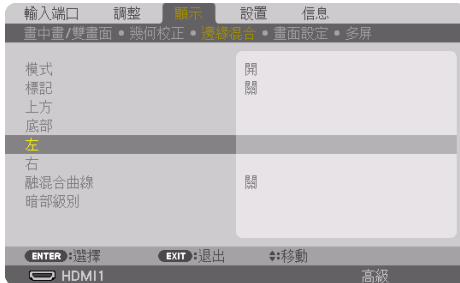 輸入端口 調整 顯示 設置 信息
畫中畫/雙畫面 • 幾何校正 • 邊緣混合 • 畫面設定 • 多屏
模式 開
標記 關
上方
底部
左
右
融混合曲線 關
暗部級別
ENTER :選擇 EXIT :退出 ♦:移動
HDMI1 高級